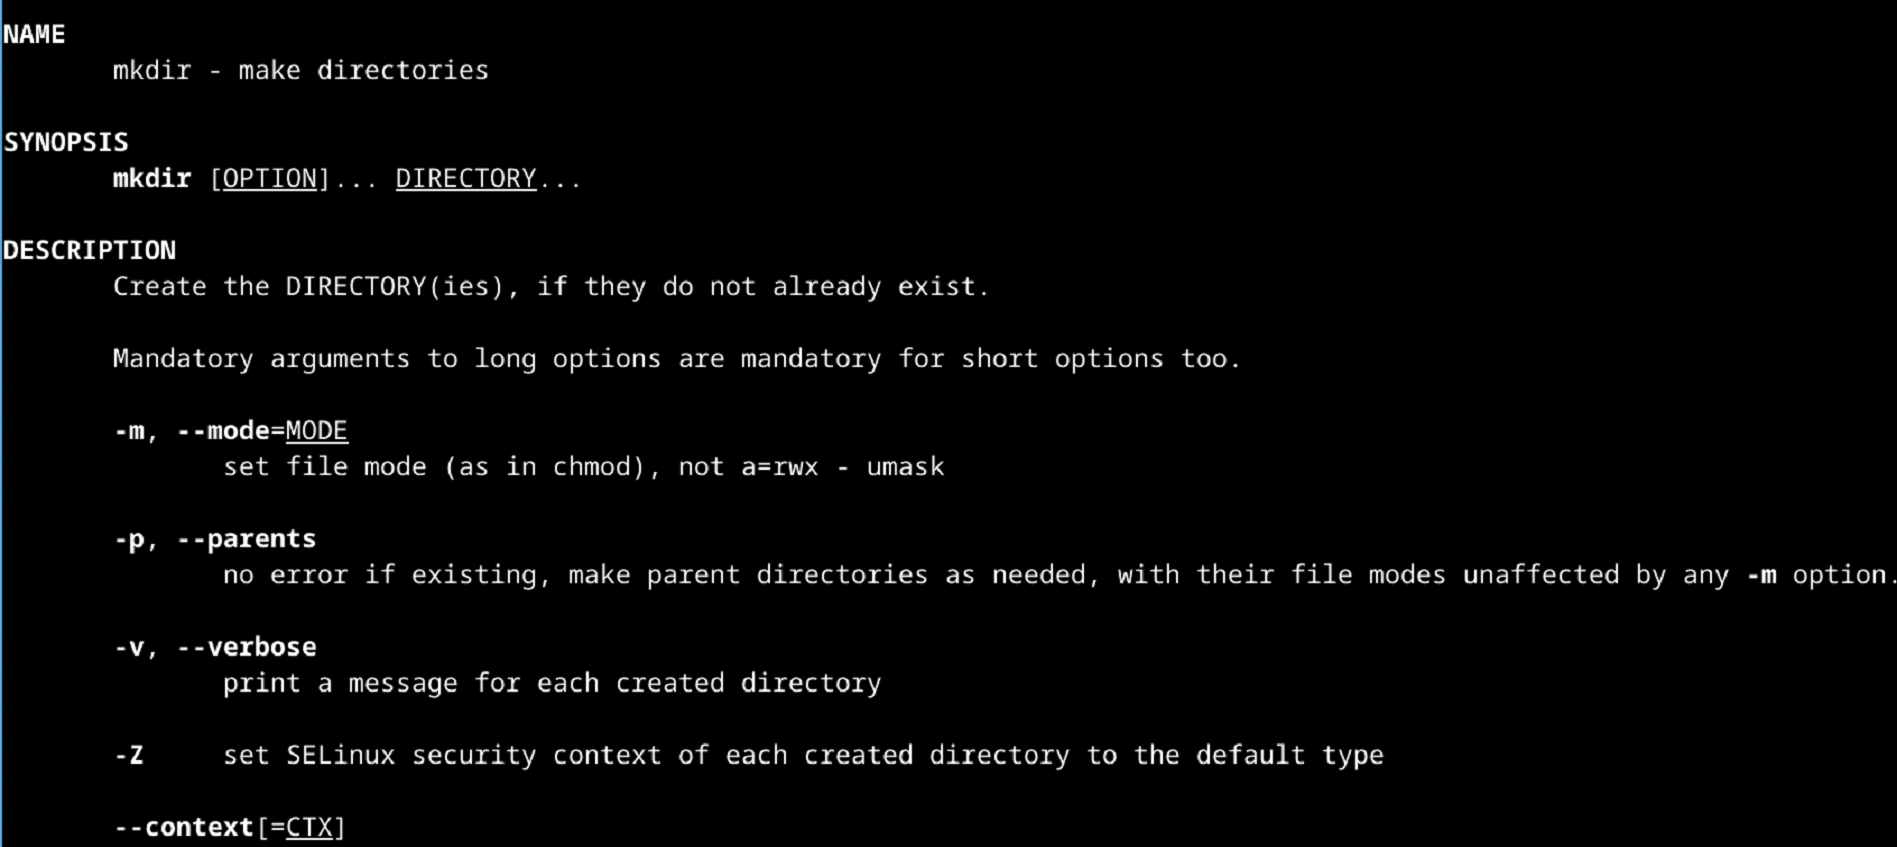 NAME
mkdir - make directories
SYNOPSIS
mkdir [OPTION]... DIRECTORY...
DESCRIPTION
Create the DIRECTORY(ies), if they do not already exist.
Mandatory arguments to long options are mandatory for short options too.
-m, --mode=MODE
set file mode (as in chmod), not a=rwx - umask
-p, --parents
no error if existing, make parent directories as needed, with their file modes unaffected by any -m option.
-v, --verbose
print a message for each created directory
-Z set SELinux security context of each created directory to the default type
--context[=CTX]